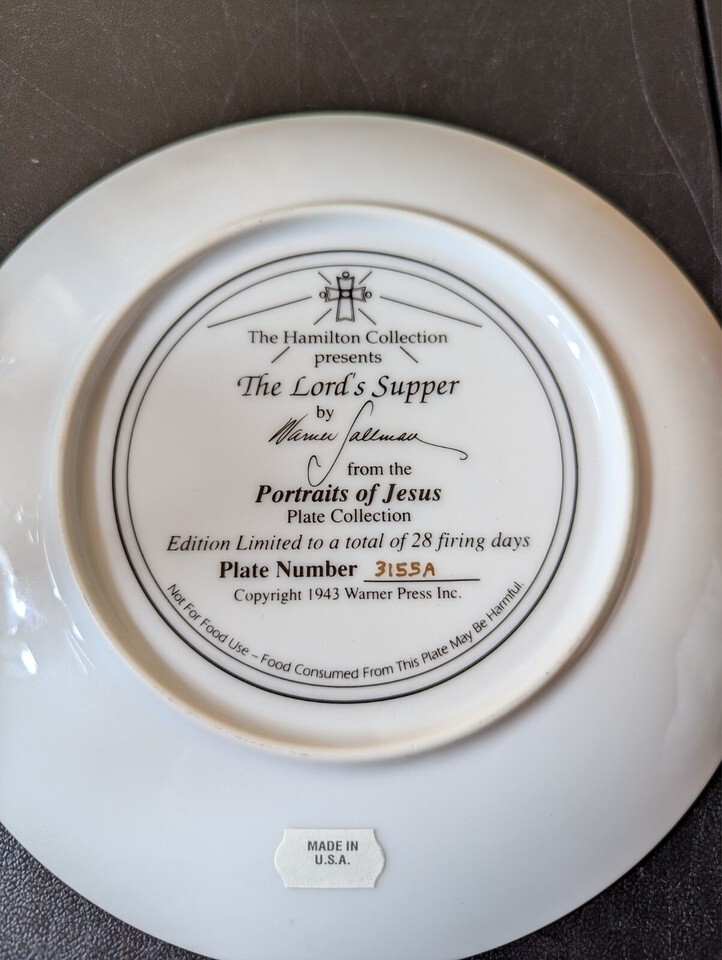 The Hamilton Collection
presents
The Lord's Supper
by
Warner Sallman
from the
Portraits of Jesus
Plate Collection
Edition Limited to a total of 28 firing days
Plate Number 3155A
Copyright 1943 Warner Press Inc.
Not For Food Use – Food Consumed From This Plate May Be Harmful.
MADE IN
U.S.A.